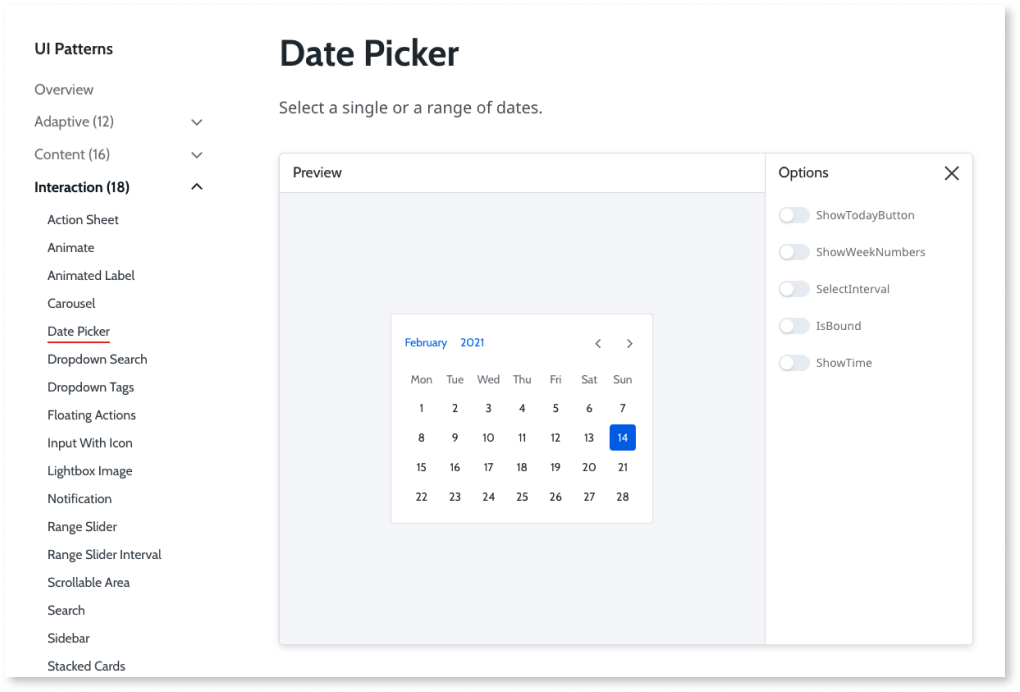 UI Patterns
Overview
Adaptive (12)
Content (16)
Interaction (18)
Action Sheet
Animate
Animated Label
Carousel
Date Picker
Dropdown Search
Dropdown Tags
Floating Actions
Input With Icon
Lightbox Image
Notification
Range Slider
Range Slider Interval
Scrollable Area
Search
Sidebar
Stacked Cards
Date Picker
Select a single or a range of dates.
Preview
February 2021
Mon Tue Wed Thu Fri Sat Sun
1 2 3 4 5 6 7
8 9 10 11 12 13 14
15 16 17 18 19 20 21
22 23 24 25 26 27 28
Options
ShowTodayButton
ShowWeekNumbers
SelectInterval
IsBound
ShowTime